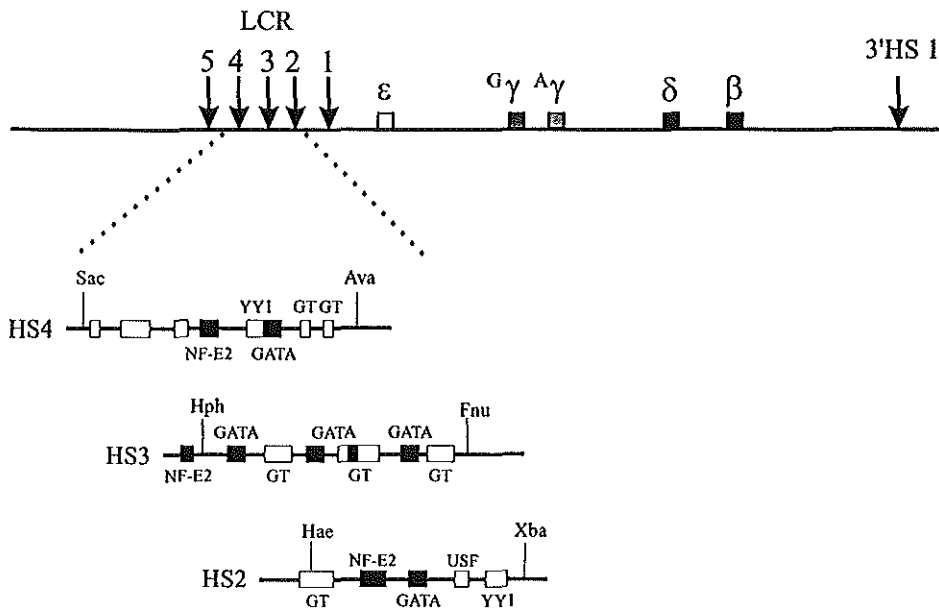 LCR
5 4 3 2 1
ε
G γ
A γ
δ
β
3'HS 1
Sac
Ava
YY1
GT GT
HS4
NF-E2
GATA
Hph
Fnu
GATA
GATA
GATA
HS3
NF-E2
GT
GT
GT
Hae
Xba
NF-E2
USF
HS2
GT
GATA
YY1